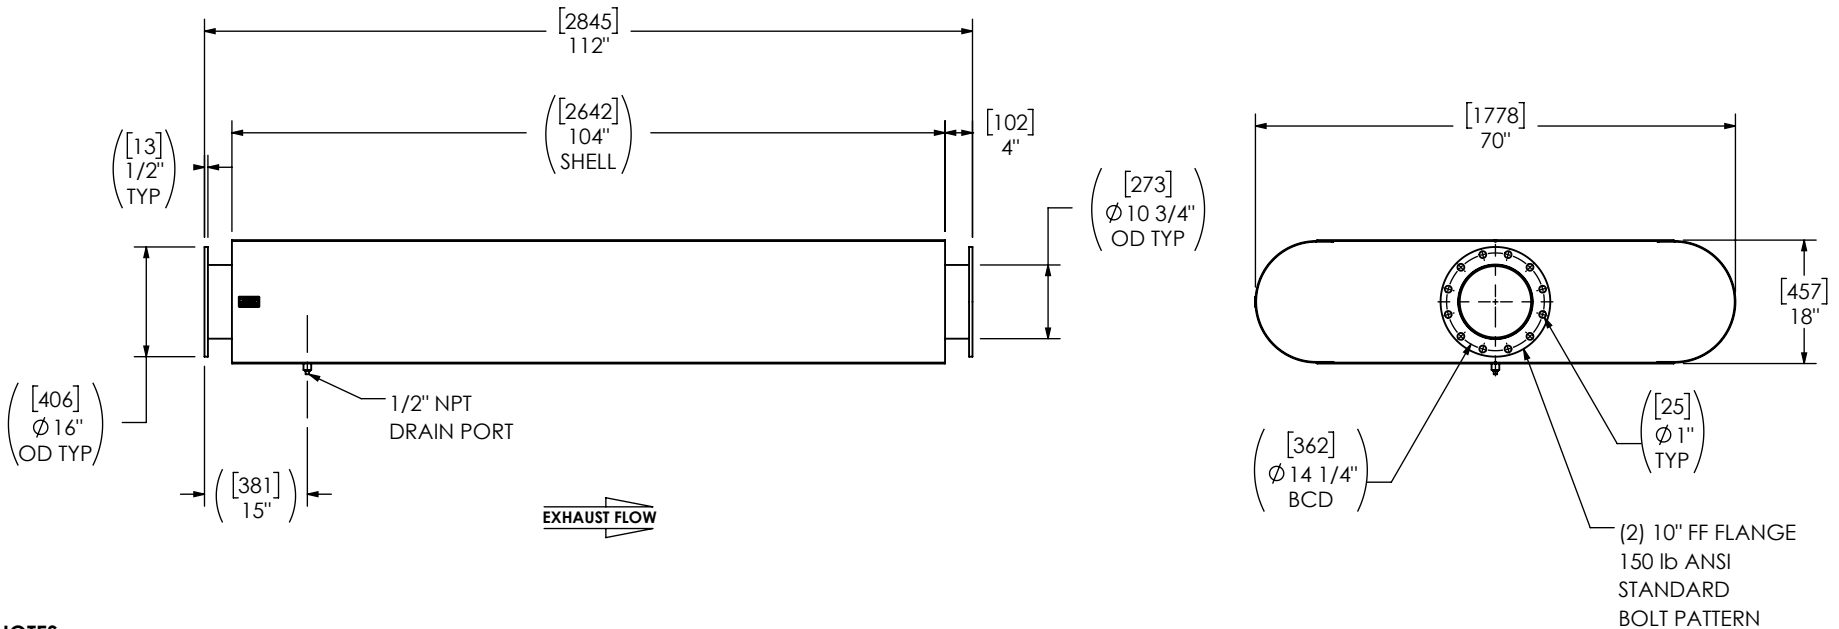 [2845]
112"
[2642]
104"
SHELL
[102]
4"
[13]
1/2"
TYP
[273]
Ø 10 3/4"
OD TYP
[406]
Ø 16"
OD TYP
1/2" NPT
DRAIN PORT
[381]
15"
EXHAUST FLOW
[1778]
70"
[457]
18"
[25]
Ø 1"
TYP
[362]
Ø 14 1/4"
BCD
(2) 10" FF FLANGE
150 lb ANSI
STANDARD
BOLT PATTERN